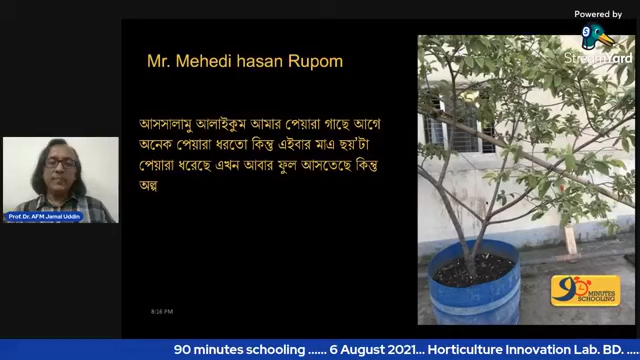 Powered by
StreamYard
Mr. Mehedi hasan Rupom
আসসালামু আলাইকুম আমার পেয়ারা গাছে আগে
অনেক পেয়ারা ধরতো কিন্তু এইবার মাএ ছয়'টা
পেয়ারা ধরেছে এখন আবার ফুল আসতেছে কিন্তু
অল্প
Prof. Dr. AFM Jamal Uddin
90 MINUTES
SCHOOLING
8:16 PM
90 minutes schooling ...... 6 August 2021... Horticulture Innovation Lab. BD. ....